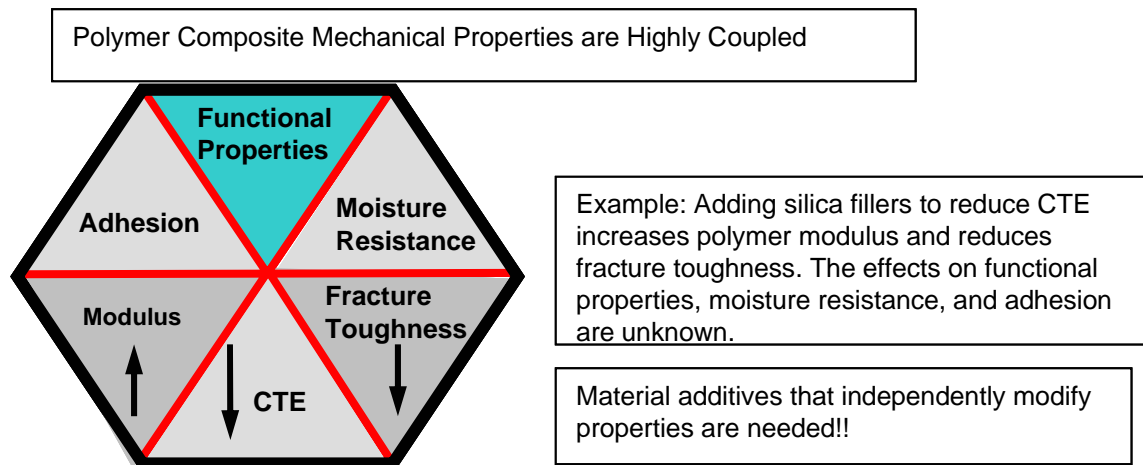 Polymer Composite Mechanical Properties are Highly Coupled
Functional
Properties
Adhesion
Moisture
Resistance
Modulus
Fracture
Toughness
CTE
Example: Adding silica fillers to reduce CTE
increases polymer modulus and reduces
fracture toughness. The effects on functional
properties, moisture resistance, and adhesion
are unknown.
Material additives that independently modify
properties are needed!!